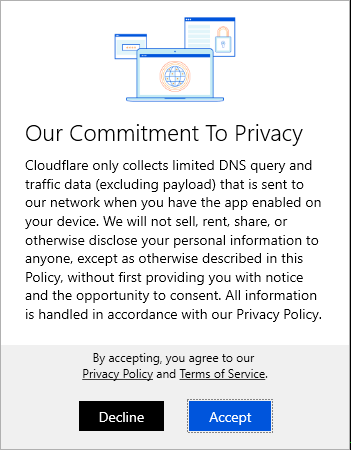 Our Commitment To Privacy
Cloudflare only collects limited DNS query and
traffic data (excluding payload) that is sent to
our network when you have the app enabled on
your device. We will not sell, rent, share, or
otherwise disclose your personal information to
anyone, except as otherwise described in this
Policy, without first providing you with notice
and the opportunity to consent. All information
is handled in accordance with our Privacy Policy.
By accepting, you agree to our
Privacy Policy and Terms of Service.
Decline
Accept